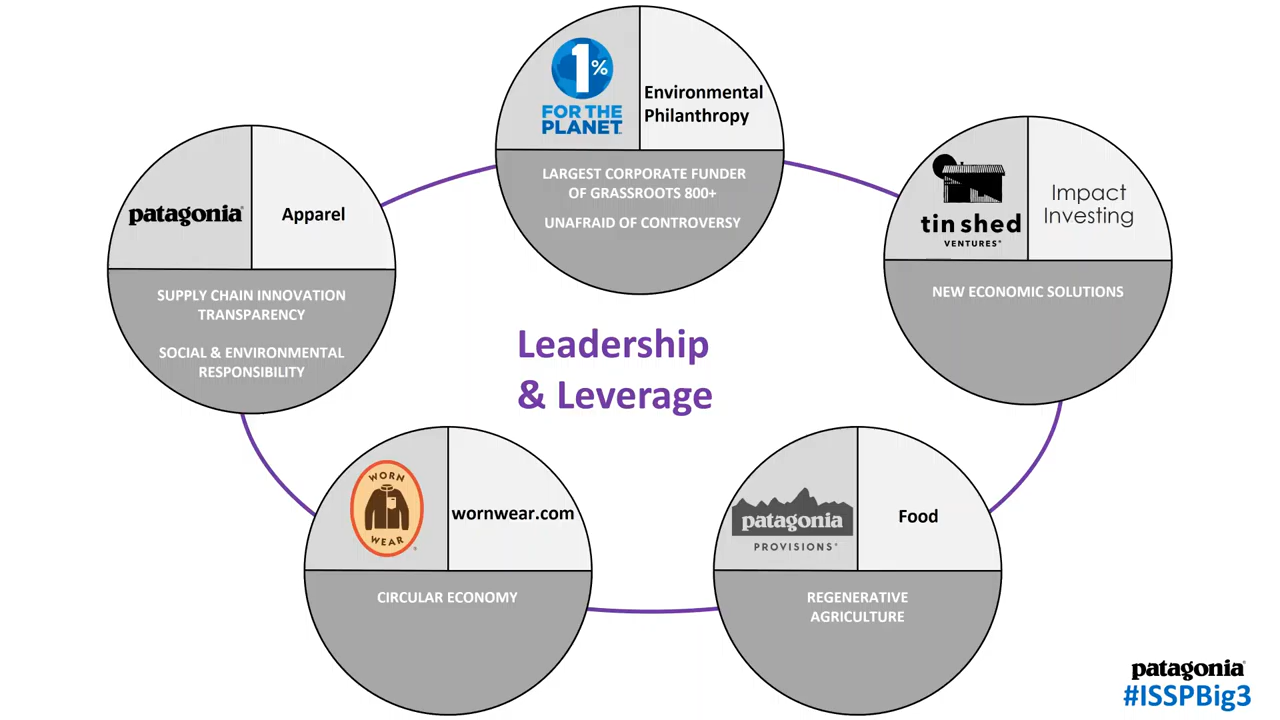 1%
FOR THE
PLANET
Environmental
Philanthropy
LARGEST CORPORATE FUNDER
OF GRASSROOTS 800+
UNAFRAID OF CONTROVERSY
patagonia®
Apparel
SUPPLY CHAIN INNOVATION
TRANSPARENCY
SOCIAL & ENVIRONMENTAL
RESPONSIBILITY
tin shed
VENTURES®
Impact
Investing
NEW ECONOMIC SOLUTIONS
Leadership
& Leverage
WORN
WEAR®
wornwear.com
CIRCULAR ECONOMY
patagonia
PROVISIONS®
Food
REGENERATIVE
AGRICULTURE
patagonia®
#ISSPBig3